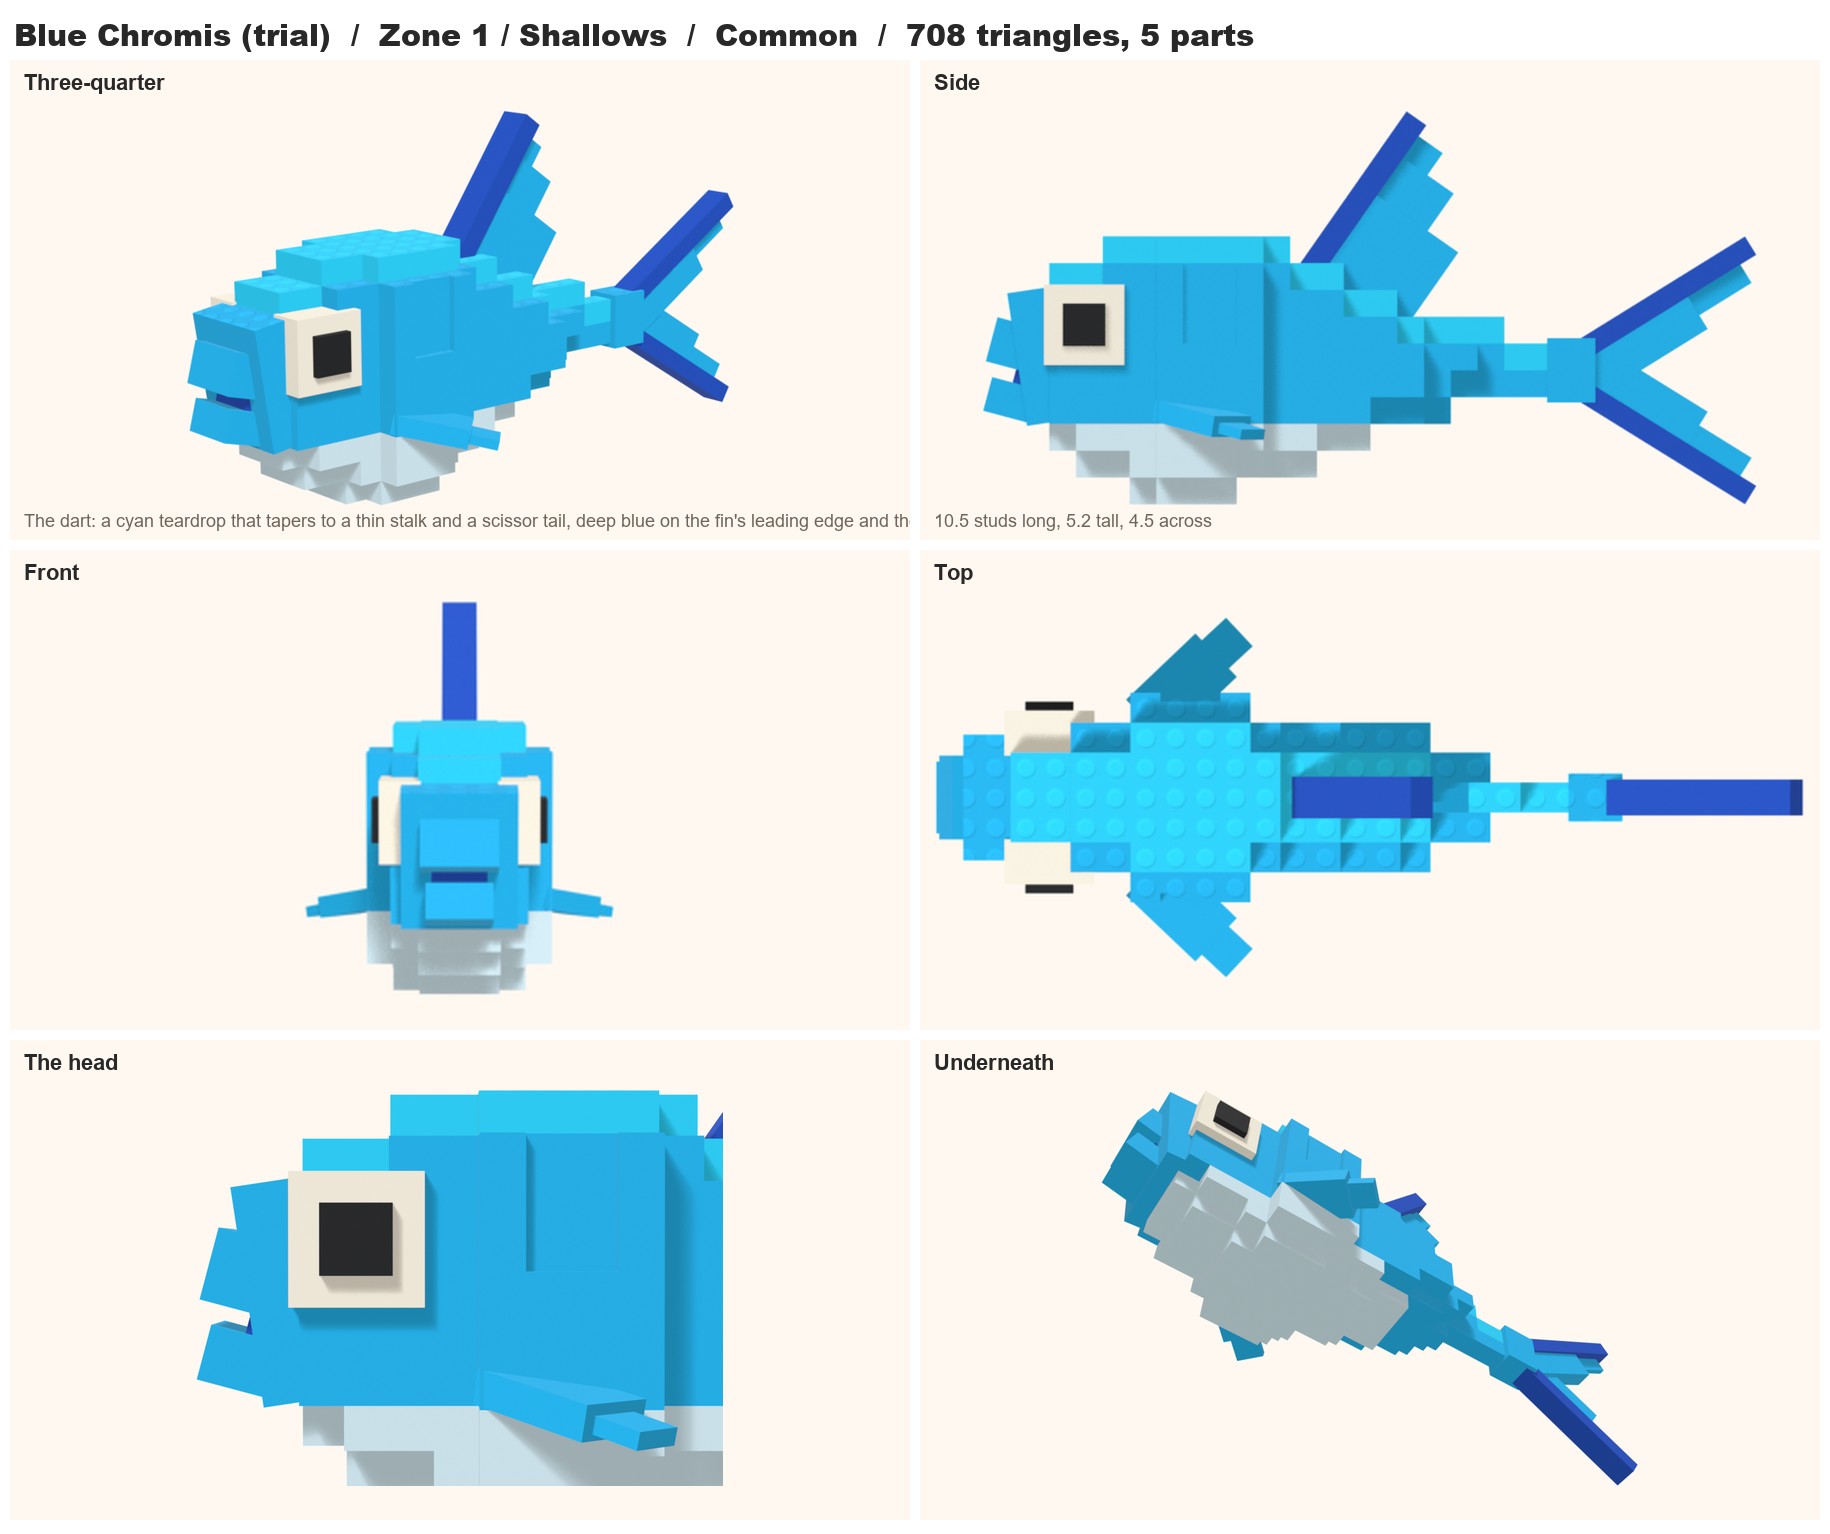 Blue Chromis (trial) / Zone 1 / Shallows / Common / 708 triangles, 5 parts
Three-quarter
Side
The dart: a cyan teardrop that tapers to a thin stalk and a scissor tail, deep blue on the fin's leading edge and th
10.5 studs long, 5.2 tall, 4.5 across
Front
Top
The head
Underneath